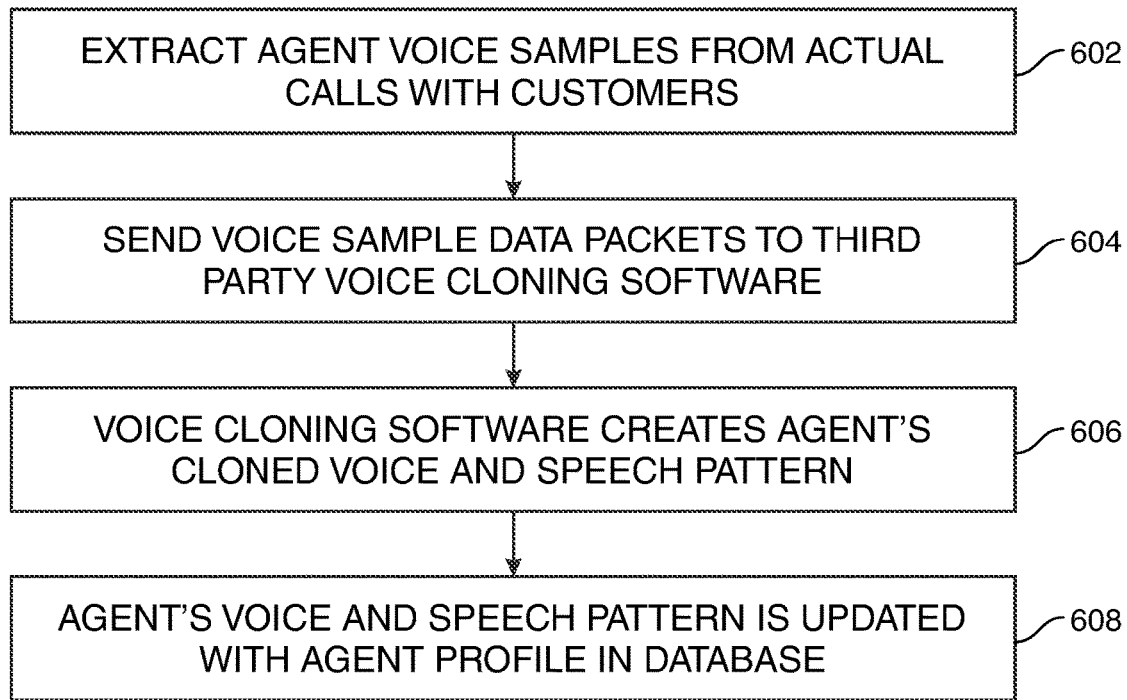 EXTRACT AGENT VOICE SAMPLES FROM ACTUAL
CALLS WITH CUSTOMERS
602
SEND VOICE SAMPLE DATA PACKETS TO THIRD
PARTY VOICE CLONING SOFTWARE
604
VOICE CLONING SOFTWARE CREATES AGENT'S
CLONED VOICE AND SPEECH PATTERN
606
AGENT'S VOICE AND SPEECH PATTERN IS UPDATED
WITH AGENT PROFILE IN DATABASE
608